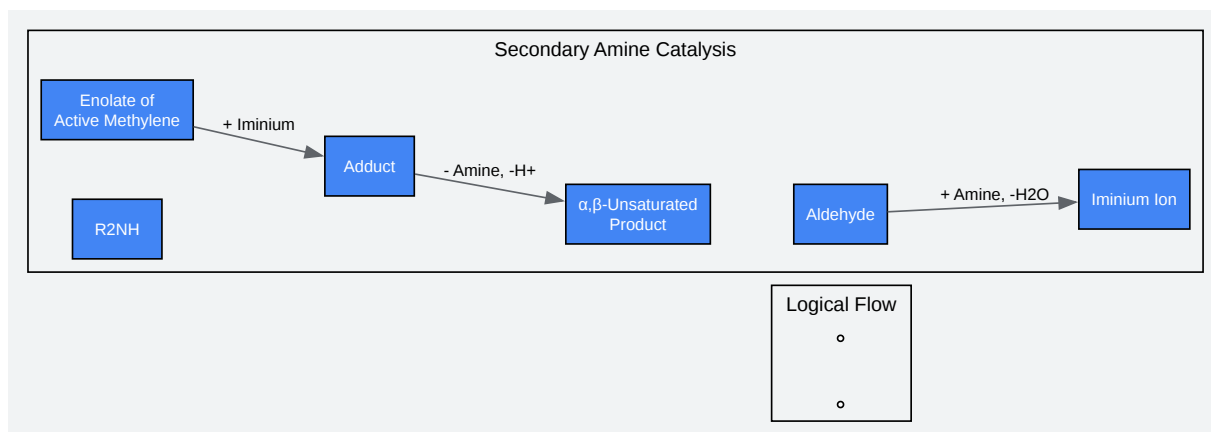 Secondary Amine Catalysis
Enolate of
Active Methylene
+ Iminium
Adduct
- Amine, -H+
α,β-Unsaturated
Product
R2NH
Aldehyde
+ Amine, -H2O
Iminium Ion
Logical Flow